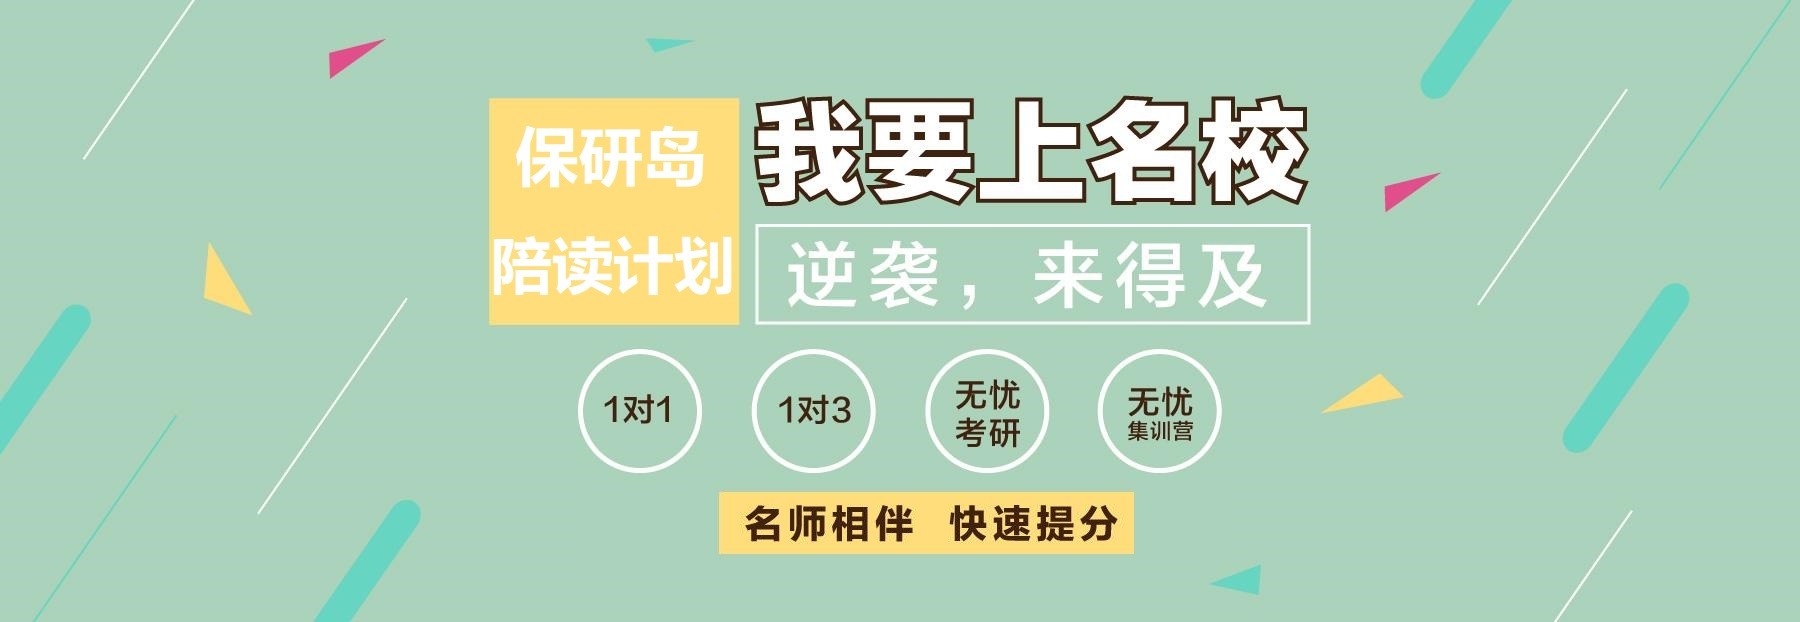 保研岛
陪读计划
我要上名校
逆袭，来得及
1对1
1对3
无忧
考研
无忧
集训营
名师相伴 快速提分